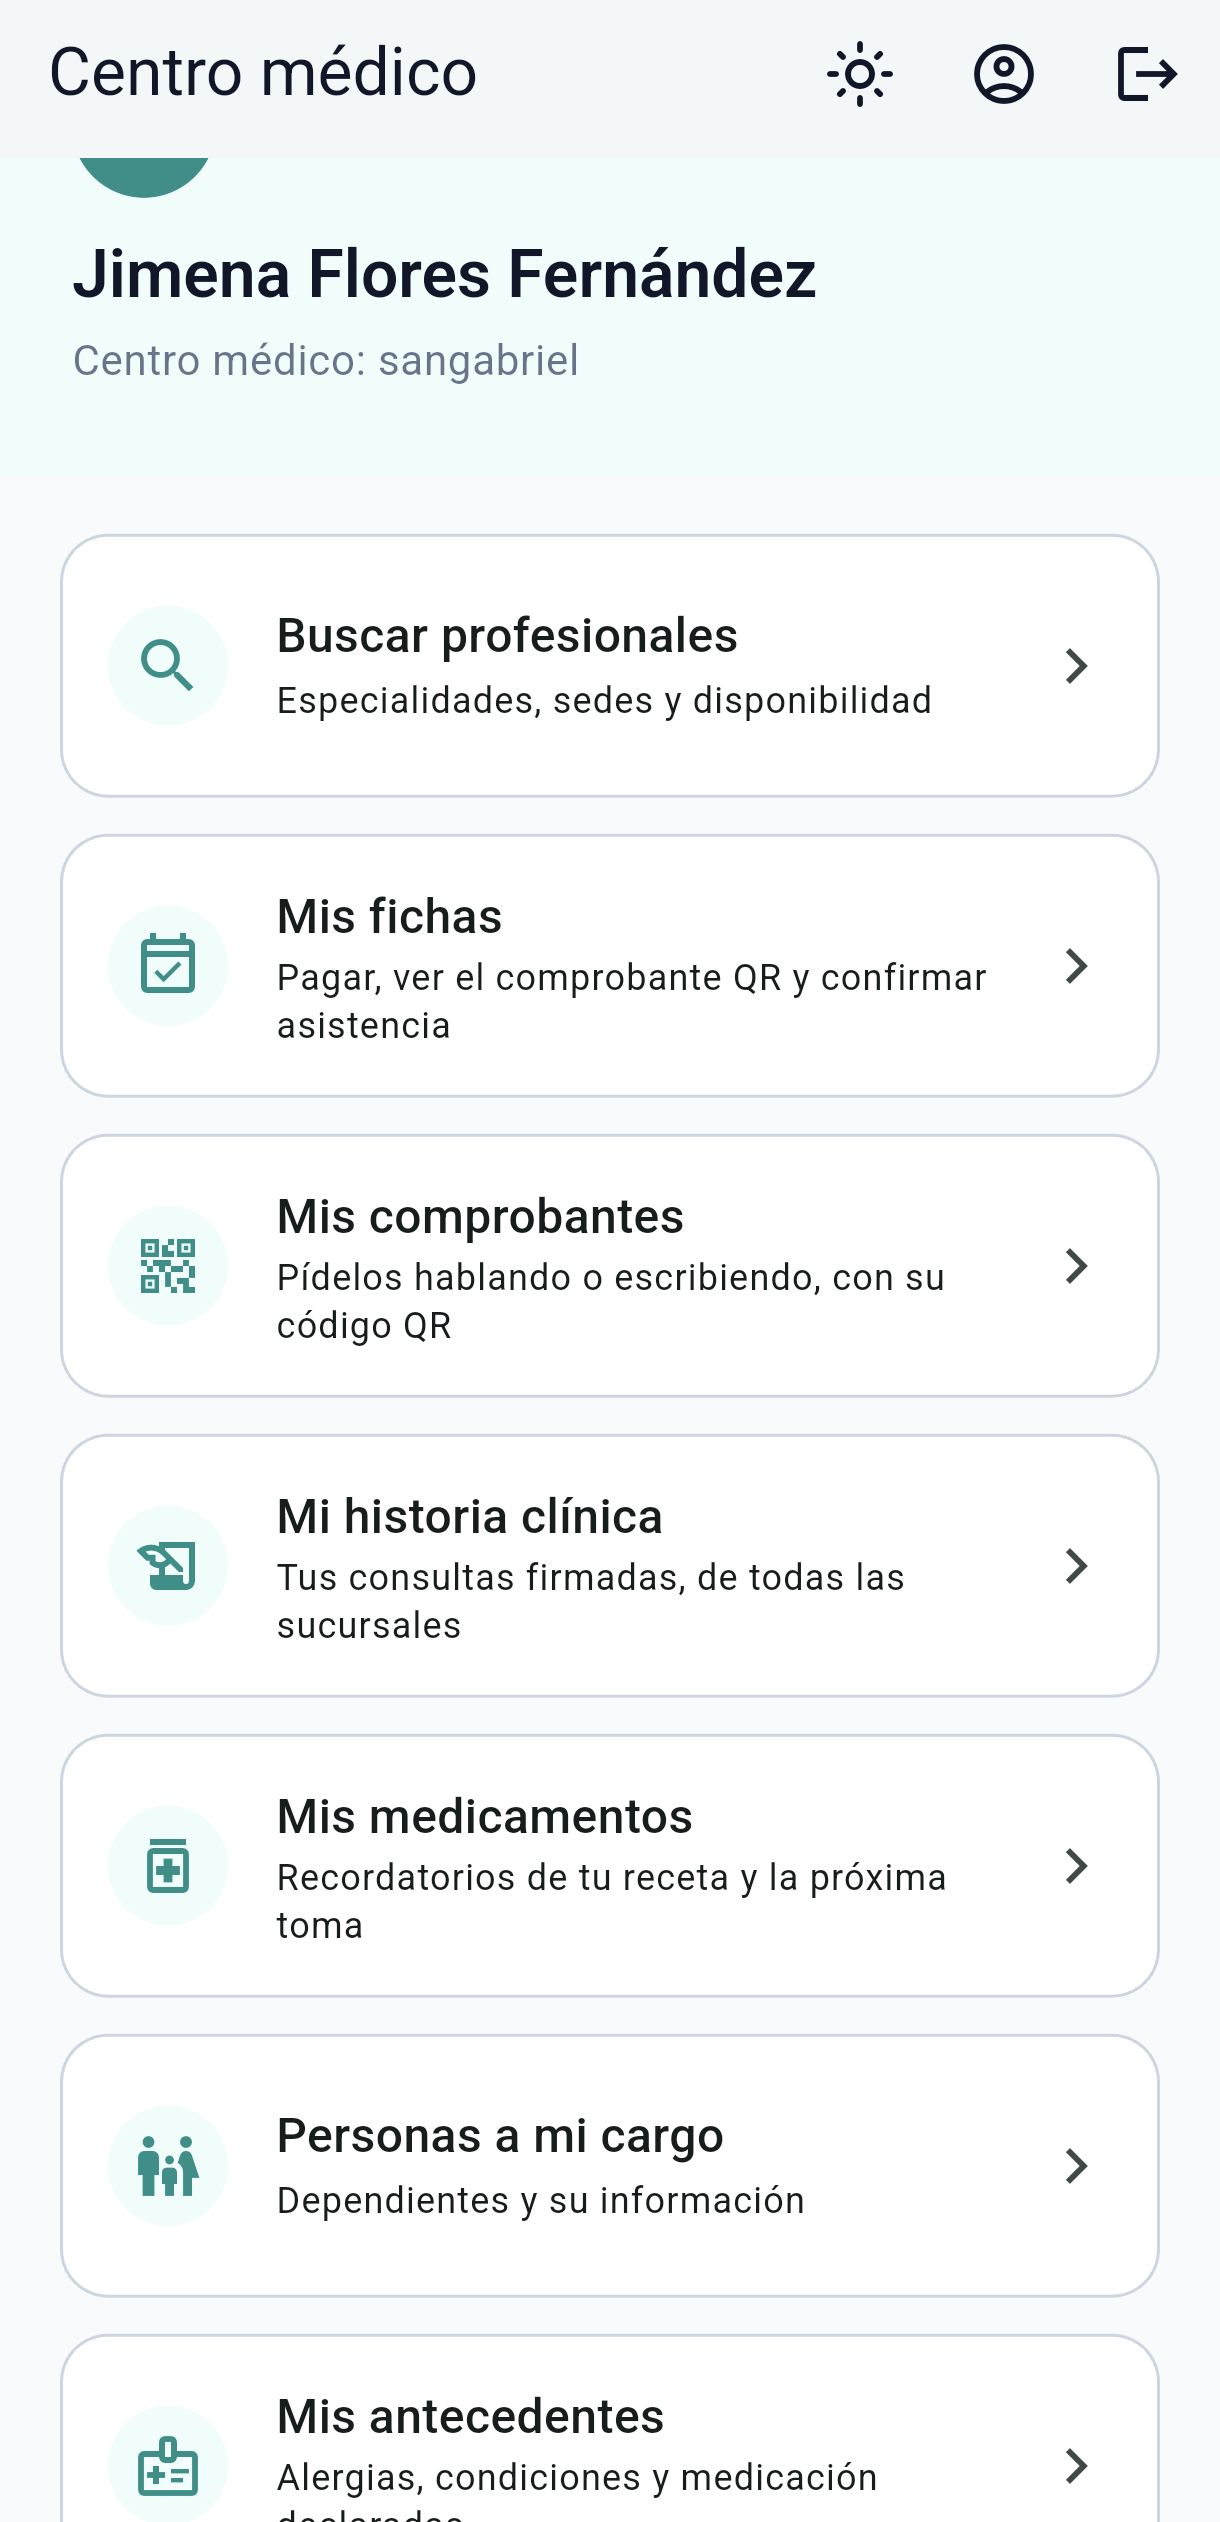 Centro médico
Jimena Flores Fernández
Centro médico: sangabriel
Buscar profesionales
Especialidades, sedes y disponibilidad
Mis fichas
Pagar, ver el comprobante QR y confirmar
asistencia
Mis comprobantes
Pídelos hablando o escribiendo, con su
código QR
Mi historia clínica
Tus consultas firmadas, de todas las
sucursales
Mis medicamentos
Recordatorios de tu receta y la próxima
toma
Personas a mi cargo
Dependientes y su información
Mis antecedentes
Alergias, condiciones y medicación